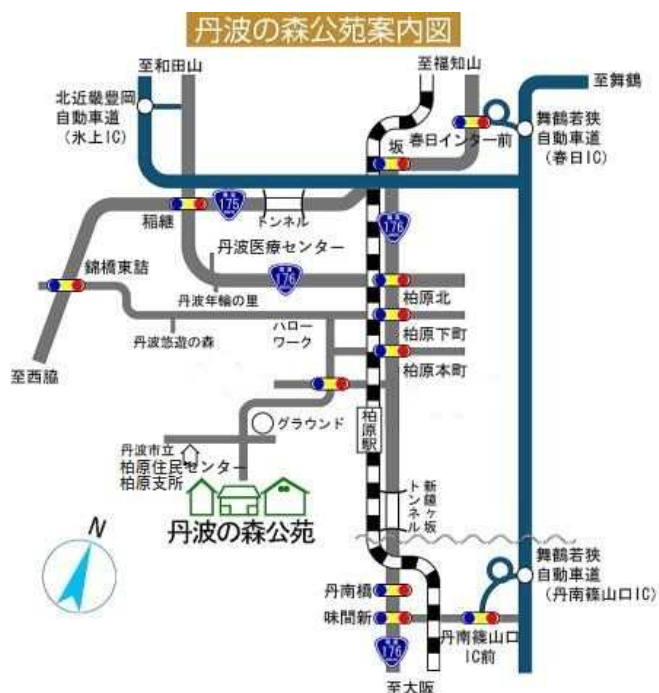 丹波の森公苑案内図
至和田山
至福知山
至舞鶴
北近畿豊岡
自動車道
(氷上IC)
春日インター前
舞鶴若狭
自動車道
(春日IC)
坂
稲継
175
トンネル
176
丹波医療センター
錦橋東詰
176
丹波年輪の里
柏原北
ハロー
ワーク
丹波悠遊の森
柏原下町
至西脇
柏原本町
グラウンド
柏原駅
丹波市立
柏原住民センター
柏原支所
新鐘ヶ坂
トンネル
丹波の森公苑
N
舞鶴若狭
自動車道
(丹南篠山口IC)
丹南橋
味間新
丹南篠山口
IC前
176
至大阪